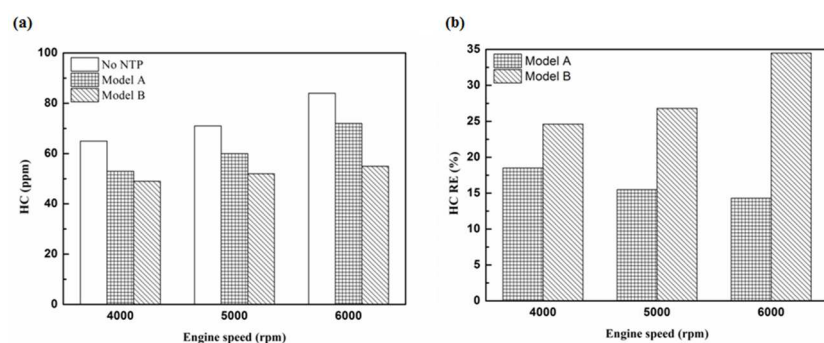 (a)
HC (ppm)
100
80
60
40
20
0
No NTP
Model A
Model B
4000 5000 6000
Engine speed (rpm)
(b)
HC RE (%)
35
30
25
20
15
10
5
0
Model A
Model B
4000 5000 6000
Engine speed (rpm)